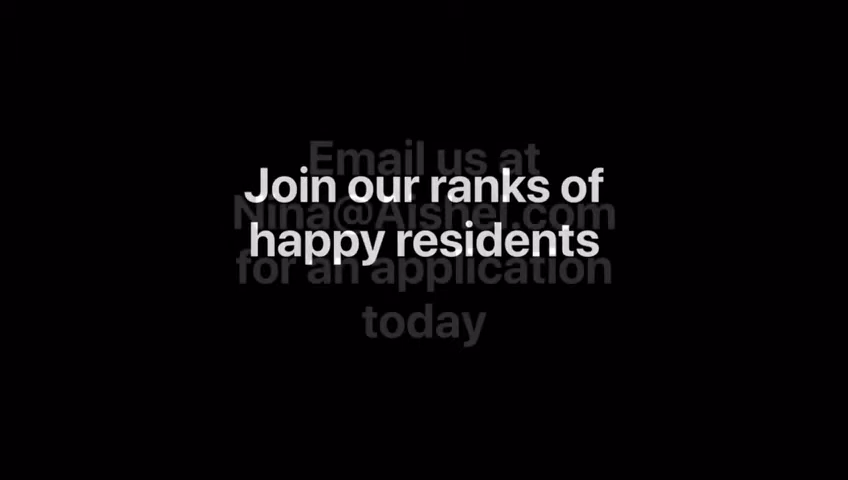 Email us at
Join our ranks of
Nina@Aishel.com
happy residents
for an application
today